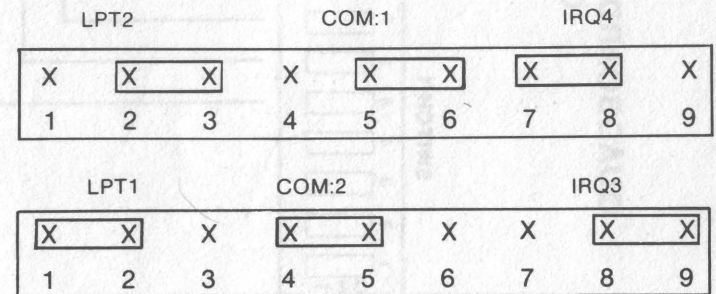 LPT2 COM:1 IRQ4
X X X X X X X X X
1 2 3 4 5 6 7 8 9
LPT1 COM:2 IRQ3
X X X X X X X X X
1 2 3 4 5 6 7 8 9